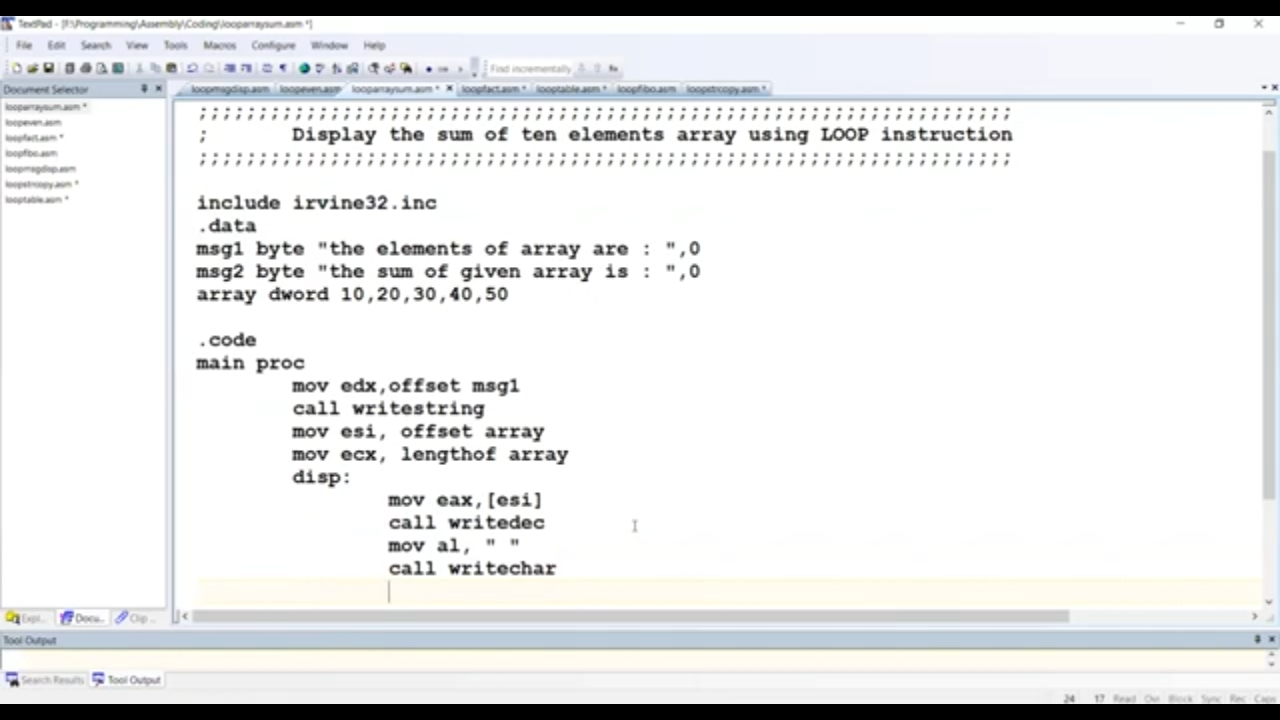 TextPad - [F:\Programming\Assembly\Coding\looparraysum.asm *]
File Edit Search View Tools Macros Configure Window Help
Find incrementally
Document Selector
loopmsgdisp.asm loopeven.asm looparraysum.asm * loopfact.asm * looptable.asm * loopfibo.asm loopstrcopy.asm *
looparraysum.asm *
loopeven.asm
loopfact.asm *
loopfibo.asm
loopmsgdisp.asm
loopstrcopy.asm *
looptable.asm *
;;;;;;;;;;;;;;;;;;;;;;;;;;;;;;;;;;;;;;;;;;;;;;;;;;;;;;;;;;;;;;;;;;;;
; Display the sum of ten elements array using LOOP instruction
;;;;;;;;;;;;;;;;;;;;;;;;;;;;;;;;;;;;;;;;;;;;;;;;;;;;;;;;;;;;;;;;;;;;
include irvine32.inc
.data
msg1 byte "the elements of array are : ",0
msg2 byte "the sum of given array is : ",0
array dword 10,20,30,40,50
.code
main proc
mov edx,offset msg1
call writestring
mov esi, offset array
mov ecx, lengthof array
disp:
mov eax,[esi]
call writedec
mov al, " "
call writechar
Expl... Docu... Clip ...
Tool Output
Search Results Tool Output
24 17 Read Ovr Block Sync Rec Caps